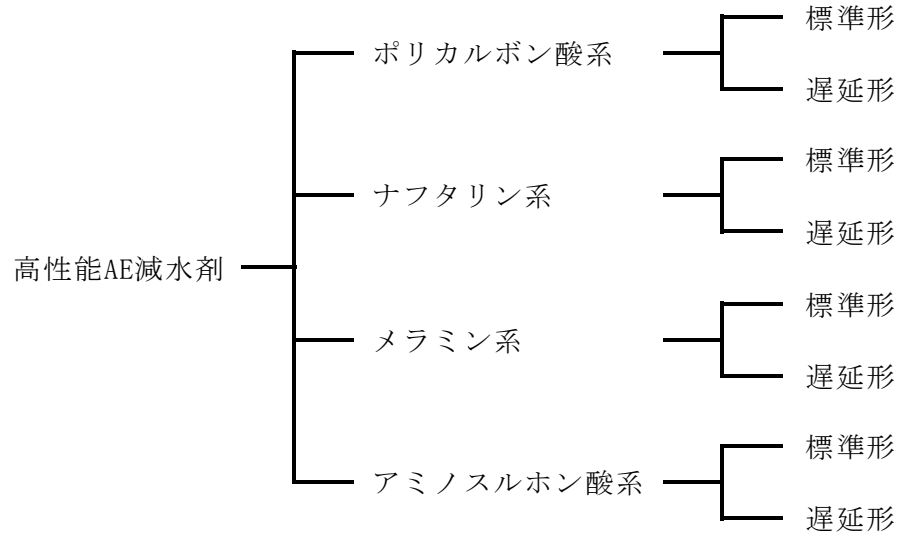 標準形
ポリカルボン酸系
遅延形
標準形
ナフタリン系
遅延形
高性能AE減水剤
標準形
メラミン系
遅延形
標準形
アミノスルホン酸系
遅延形